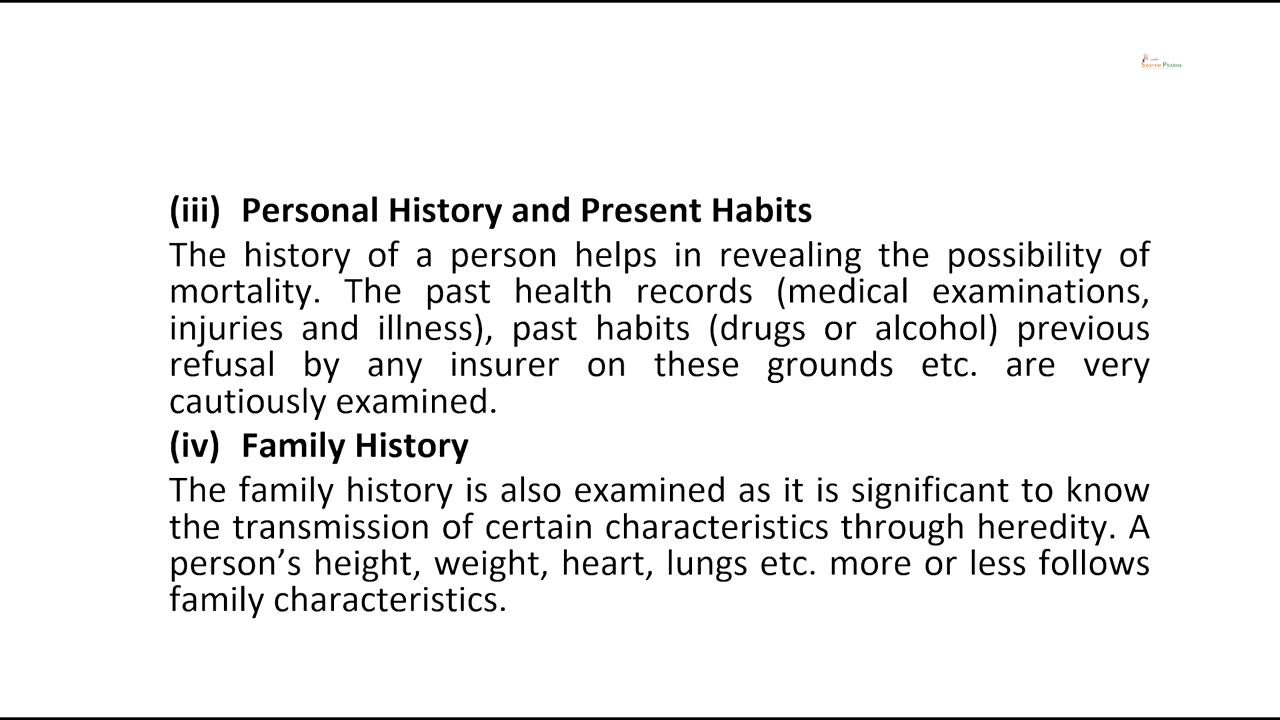 SWAYAM PRABHA
(iii) Personal History and Present Habits
The history of a person helps in revealing the possibility of
mortality. The past health records (medical examinations,
injuries and illness), past habits (drugs or alcohol) previous
refusal by any insurer on these grounds etc. are very
cautiously examined.
(iv) Family History
The family history is also examined as it is significant to know
the transmission of certain characteristics through heredity. A
person’s height, weight, heart, lungs etc. more or less follows
family characteristics.